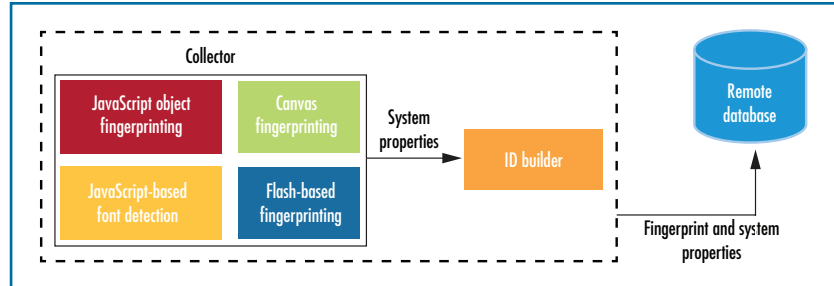 Collector
JavaScript object
fingerprinting
Canvas
fingerprinting
JavaScript-based
font detection
Flash-based
fingerprinting
System
properties
ID builder
Remote
database
Fingerprint and system
properties